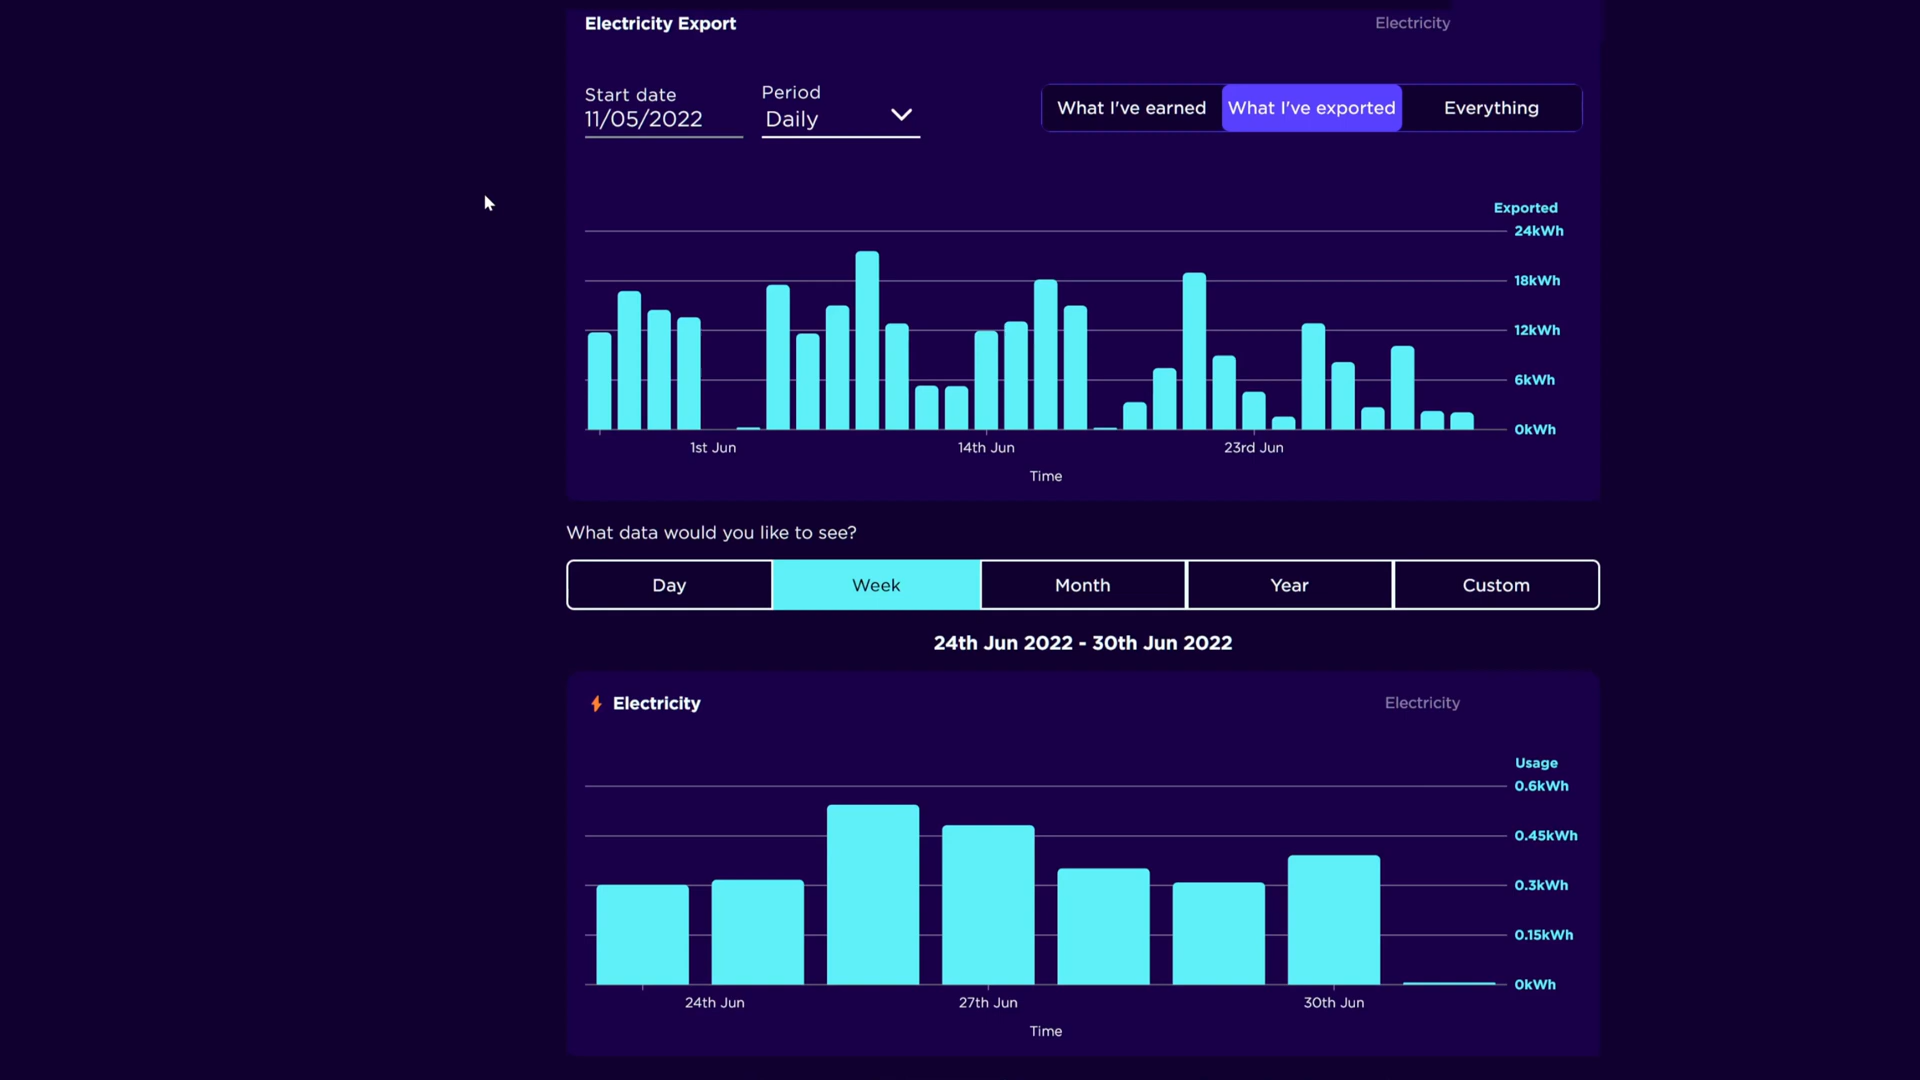 Electricity Export
Electricity
Start date
11/05/2022
Period
Daily
What I've earned
What I've exported
Everything
Exported
24kWh
18kWh
12kWh
6kWh
0kWh
1st Jun
14th Jun
23rd Jun
Time
What data would you like to see?
Day
Week
Month
Year
Custom
24th Jun 2022 - 30th Jun 2022
Electricity
Electricity
Usage
0.6kWh
0.45kWh
0.3kWh
0.15kWh
0kWh
24th Jun
27th Jun
30th Jun
Time